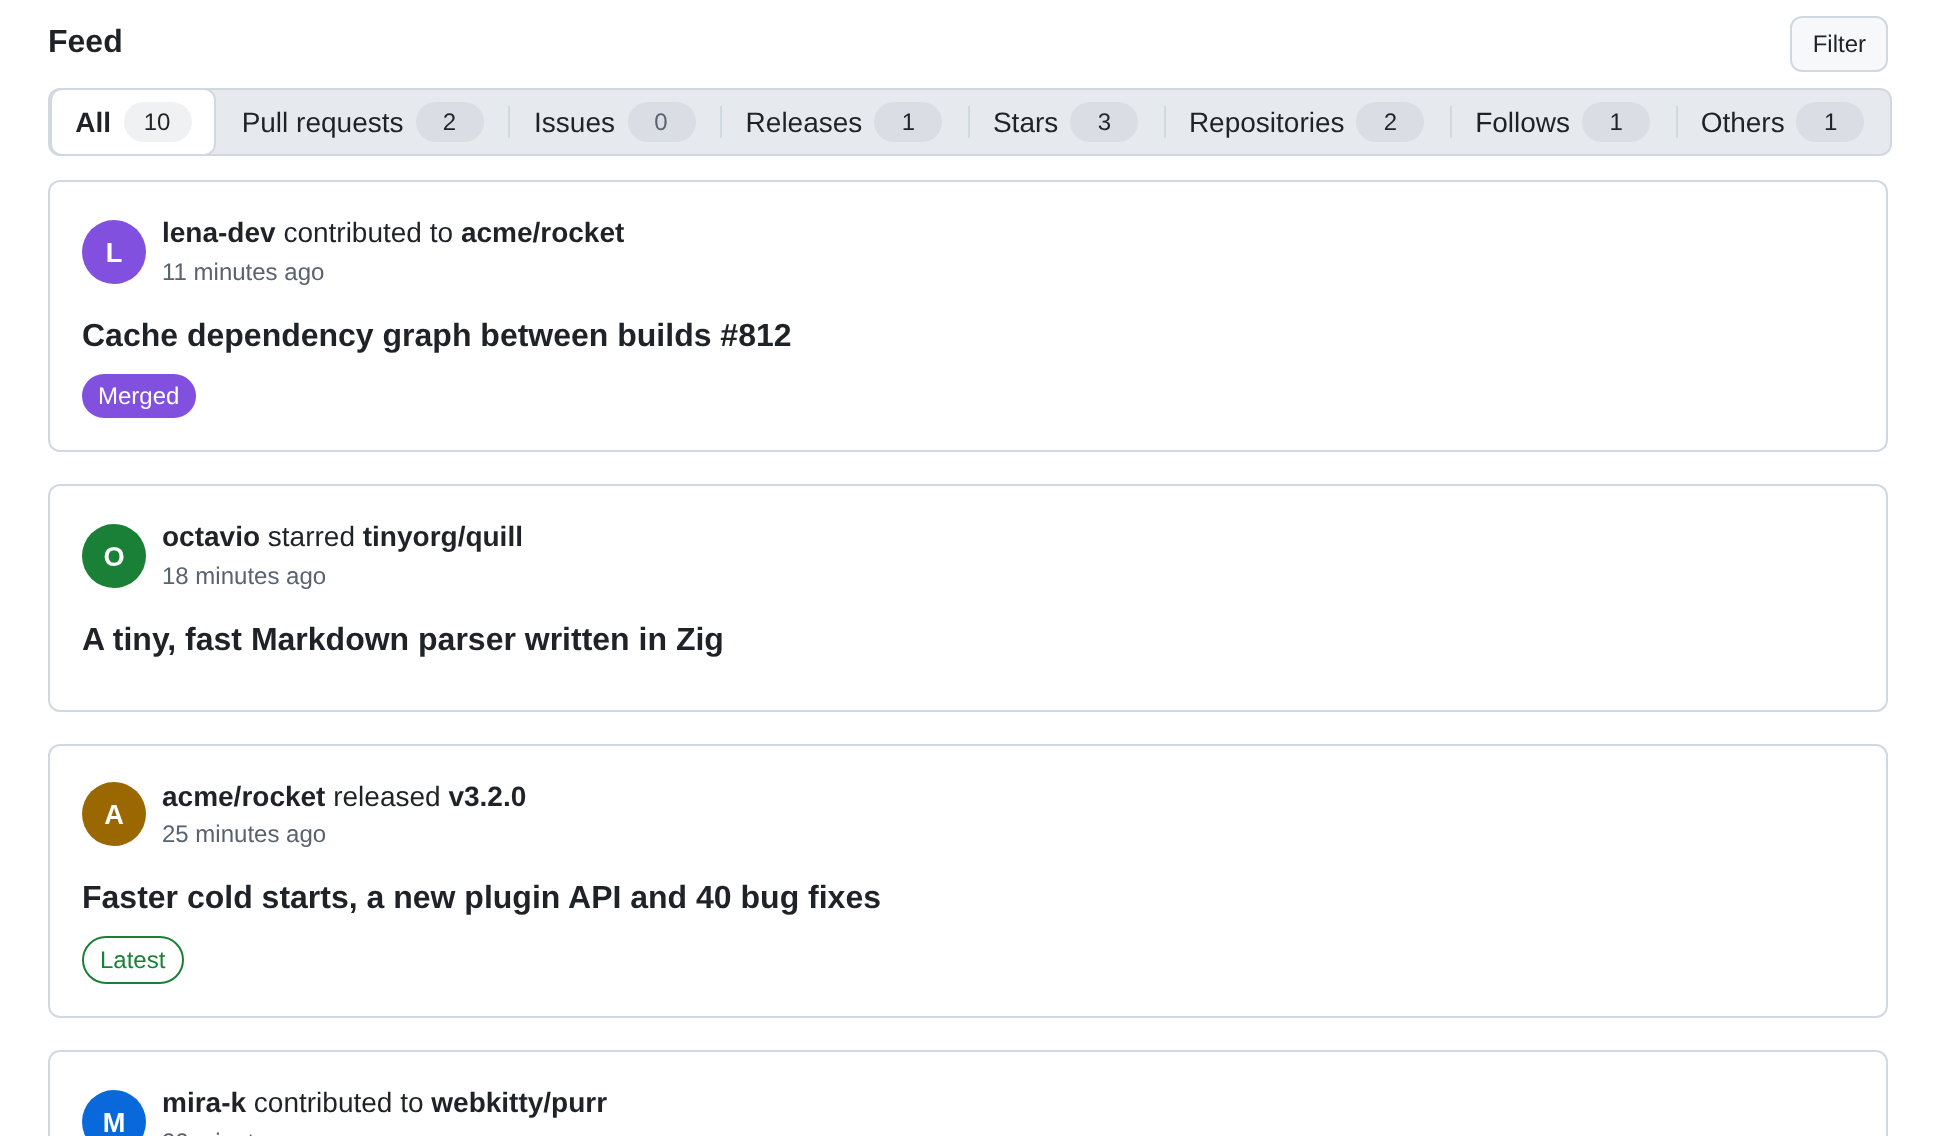 Feed
Filter
All 10 Pull requests 2 Issues 0 Releases 1 Stars 3 Repositories 2 Follows 1 Others 1
L
lena-dev contributed to acme/rocket
11 minutes ago
Cache dependency graph between builds #812
Merged
O
octavio starred tinyorg/quill
18 minutes ago
A tiny, fast Markdown parser written in Zig
A
acme/rocket released v3.2.0
25 minutes ago
Faster cold starts, a new plugin API and 40 bug fixes
Latest
M
mira-k contributed to webkitty/purr